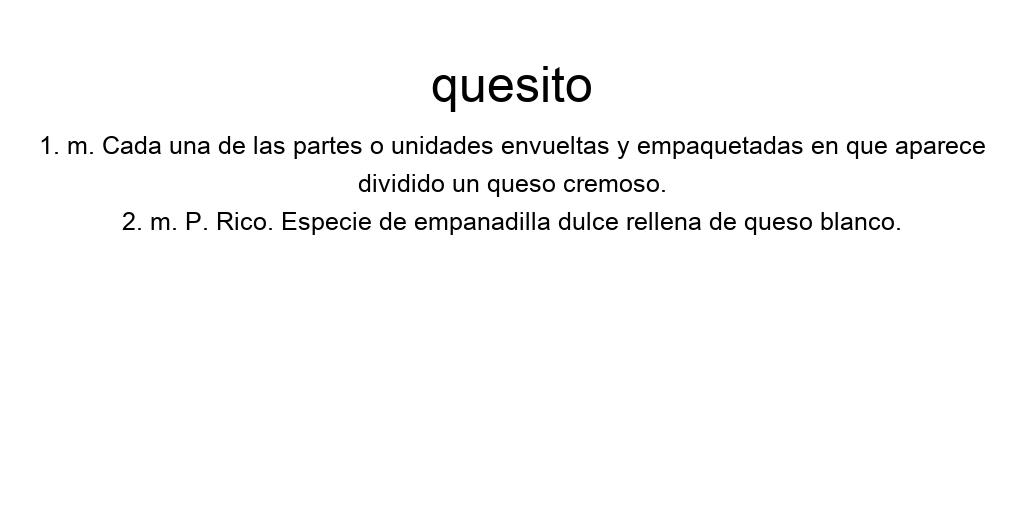 quesito
1. m. Cada una de las partes o unidades envueltas y empaquetadas en que aparece
dividido un queso cremoso.
2. m. P. Rico. Especie de empanadilla dulce rellena de queso blanco.